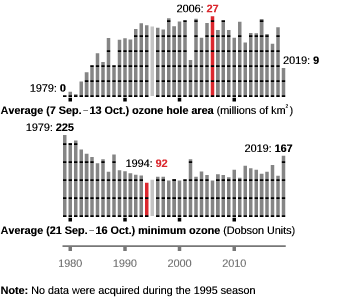 2006: 27
2019: 9
1979: 0
Average (7 Sep.–13 Oct.) ozone hole area (millions of km²)
1979: 225
2019: 167
1994: 92
Average (21 Sep.–16 Oct.) minimum ozone (Dobson Units)
1980 1990 2000 2010
Note: No data were acquired during the 1995 season